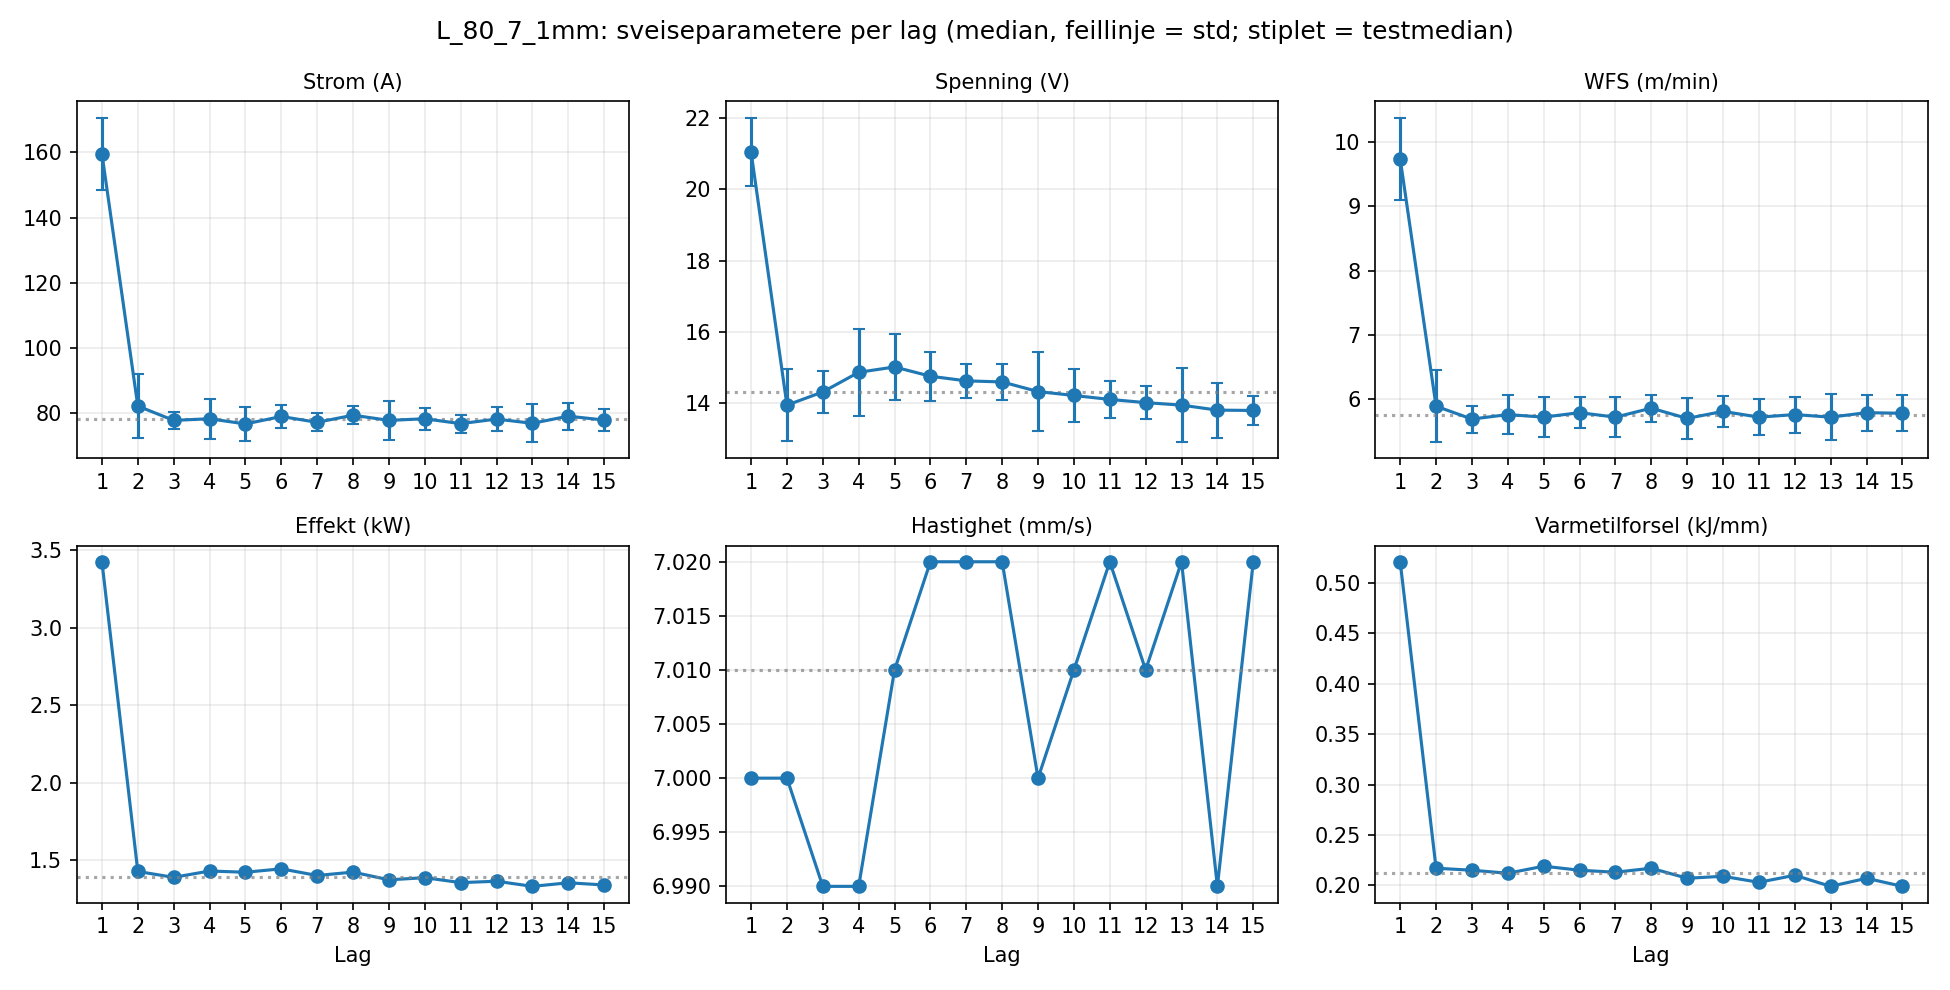 L_80_7_1mm: sveiseparametere per lag (median, feillinje = std; stiplet = testmedian)
Strom (A)
160
140
120
100
80
1 2 3 4 5 6 7 8 9 10 11 12 13 14 15
Spenning (V)
22
20
18
16
14
1 2 3 4 5 6 7 8 9 10 11 12 13 14 15
WFS (m/min)
10
9
8
7
6
1 2 3 4 5 6 7 8 9 10 11 12 13 14 15
Effekt (kW)
3.5
3.0
2.5
2.0
1.5
1 2 3 4 5 6 7 8 9 10 11 12 13 14 15
Lag
Hastighet (mm/s)
7.020
7.015
7.010
7.005
7.000
6.995
6.990
1 2 3 4 5 6 7 8 9 10 11 12 13 14 15
Lag
Varmetilforsel (kJ/mm)
0.50
0.45
0.40
0.35
0.30
0.25
0.20
1 2 3 4 5 6 7 8 9 10 11 12 13 14 15
Lag